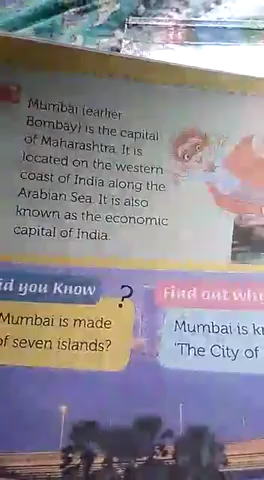 Mumbai (earlier
Bombay) is the capital
of Maharashtra. It is
located on the western
coast of India along the
Arabian Sea. It is also
known as the economic
capital of India.
you Know
?
Mumbai is made
of seven islands?
Find out
Mumbai is
'The City of